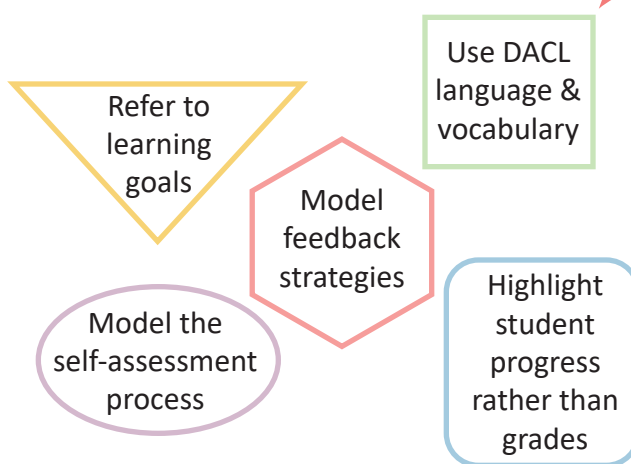 Refer to
learning
goals
Use DACL
language &
vocabulary
Model
feedback
strategies
Model the
self-assessment
process
Highlight
student
progress
rather than
grades